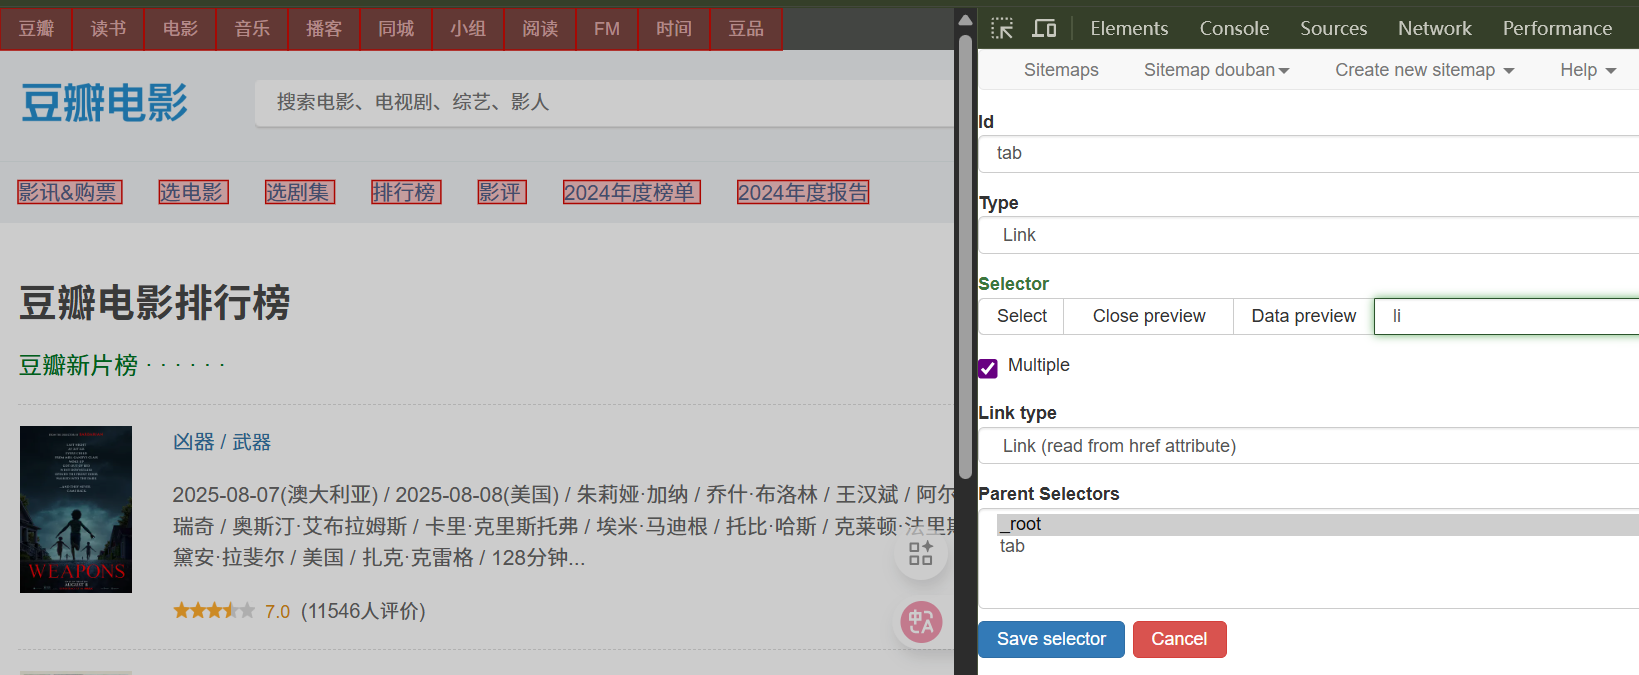 豆瓣 读书 电影 音乐 播客 同城 小组 阅读 FM 时间 豆品
豆瓣电影
搜索电影、电视剧、综艺、影人
影讯&购票 选电影 选剧集 排行榜 影评 2024年度榜单 2024年度报告
豆瓣电影排行榜
豆瓣新片榜 · · · · · ·
WEAPONS
凶器 / 武器
2025-08-07(澳大利亚) / 2025-08-08(美国) / 朱莉娅·加纳 / 乔什·布洛林 / 王汉斌 / 阿尔
瑞奇 / 奥斯汀·艾布拉姆斯 / 卡里·克里斯托弗 / 埃米·马迪根 / 托比·哈斯 / 克莱顿·法里斯
黛安·拉斐尔 / 美国 / 扎克·克雷格 / 128分钟...
7.0 (11546人评价)
中A
Elements Console Sources Network Performance
Sitemaps Sitemap douban Create new sitemap Help
Id
tab
Type
Link
Selector
Select Close preview Data preview li
Multiple
Link type
Link (read from href attribute)
Parent Selectors
_root
tab
Save selector Cancel